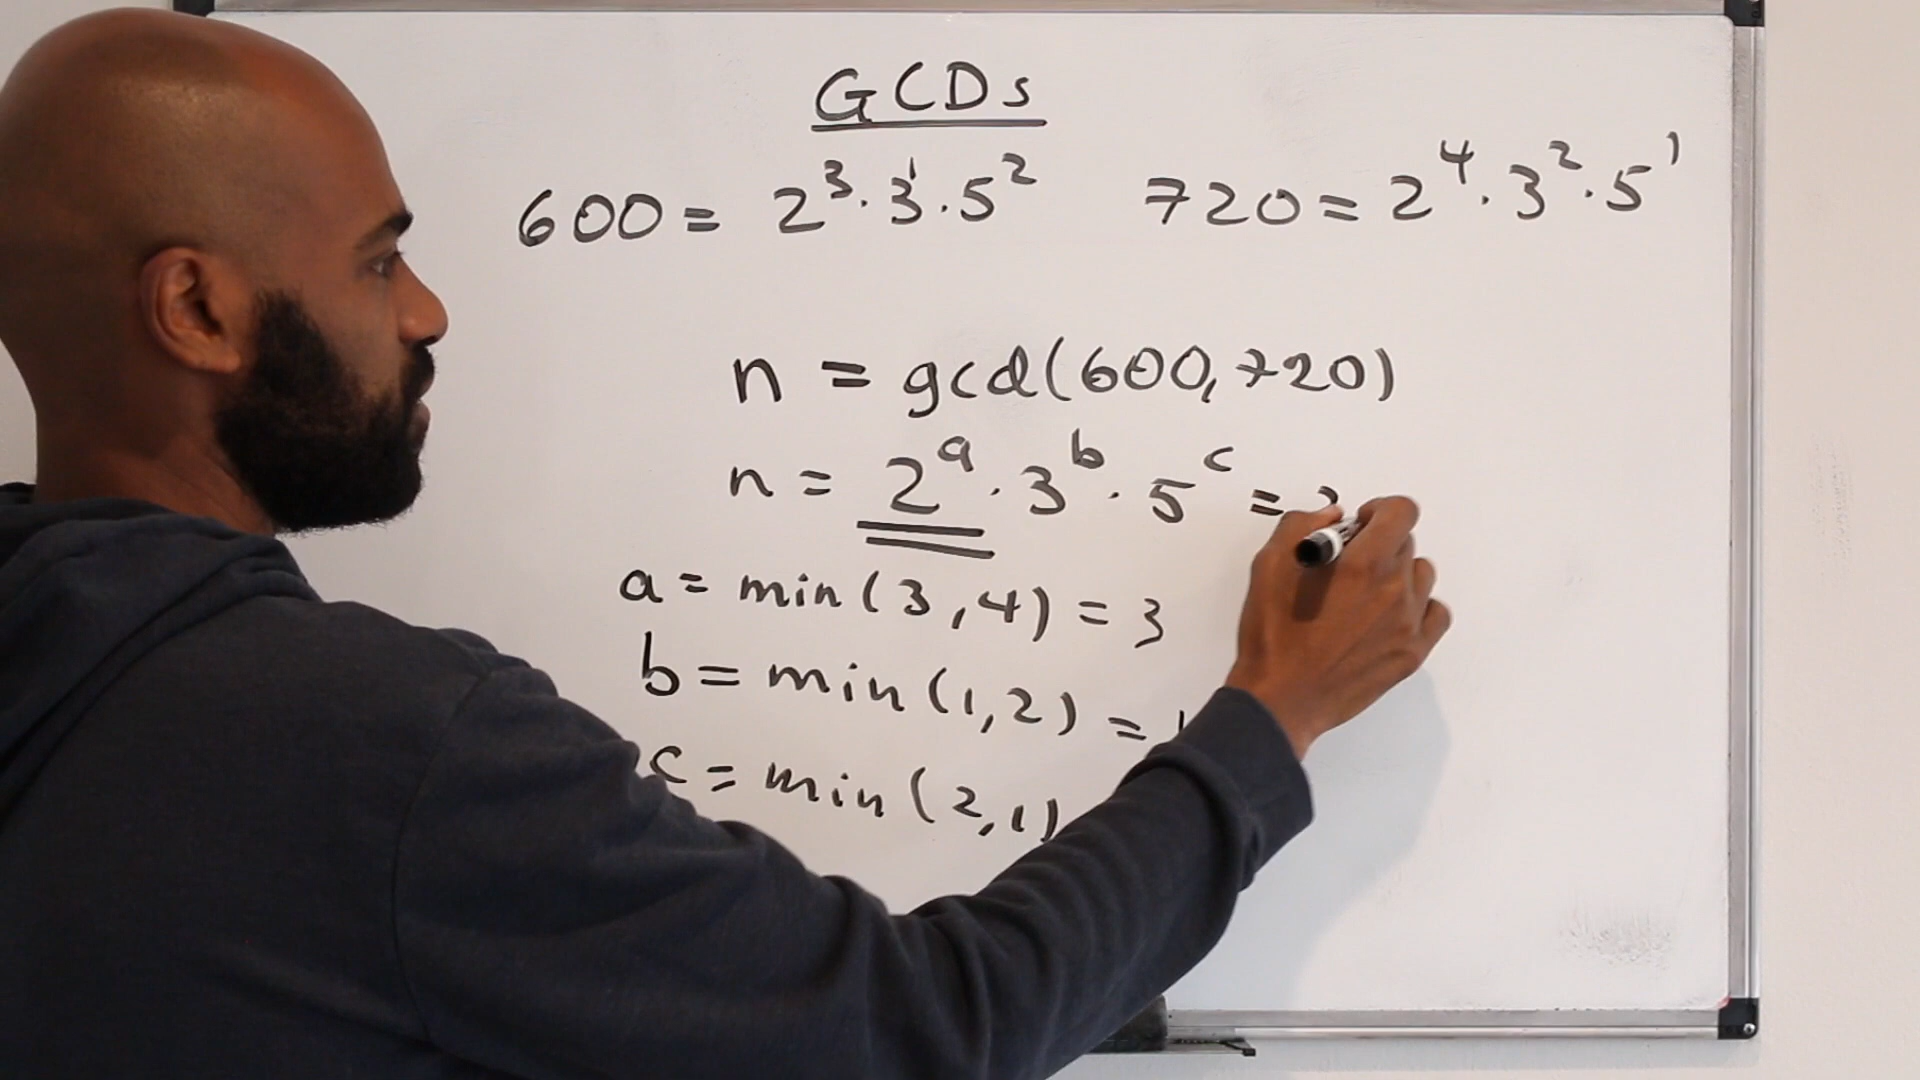 GCDs
600 = 2³·3¹·5² 720 = 2⁴·3²·5¹
n = gcd(600,720)
n = 2ᵃ·3ᵇ·5ᶜ =
a = min(3,4) = 3
b = min(1,2) =
c = min(2,1)